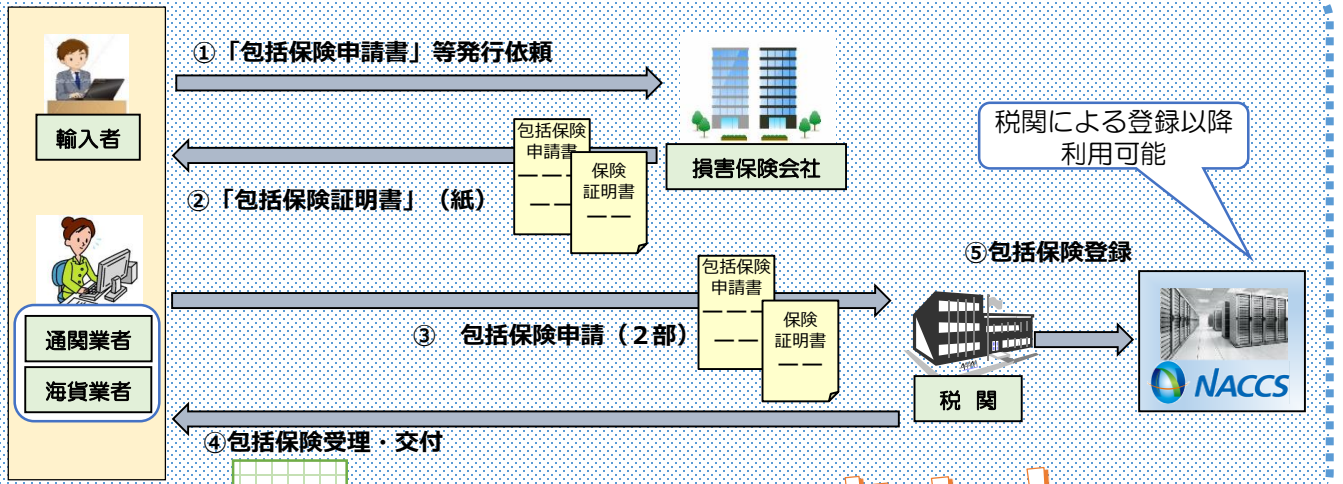 ①「包括保険申請書」等発行依頼
輸入者
包括保険
申請書
保険
証明書
損害保険会社
税関による登録以降
利用可能
②「包括保険証明書」（紙）
⑤包括保険登録
包括保険
申請書
保険
証明書
通関業者
海貨業者
③　包括保険申請（２部）
税 関
NACCS
④包括保険受理・交付